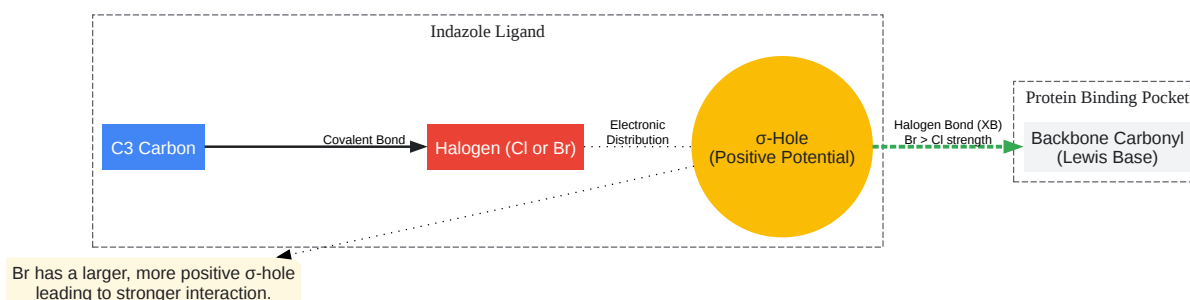 Indazole Ligand
C3 Carbon
Covalent Bond
Halogen (Cl or Br)
Electronic
Distribution
σ-Hole
(Positive Potential)
Halogen Bond (XB)
Br > Cl strength
Protein Binding Pocket
Backbone Carbonyl
(Lewis Base)
Br has a larger, more positive σ-hole
leading to stronger interaction.